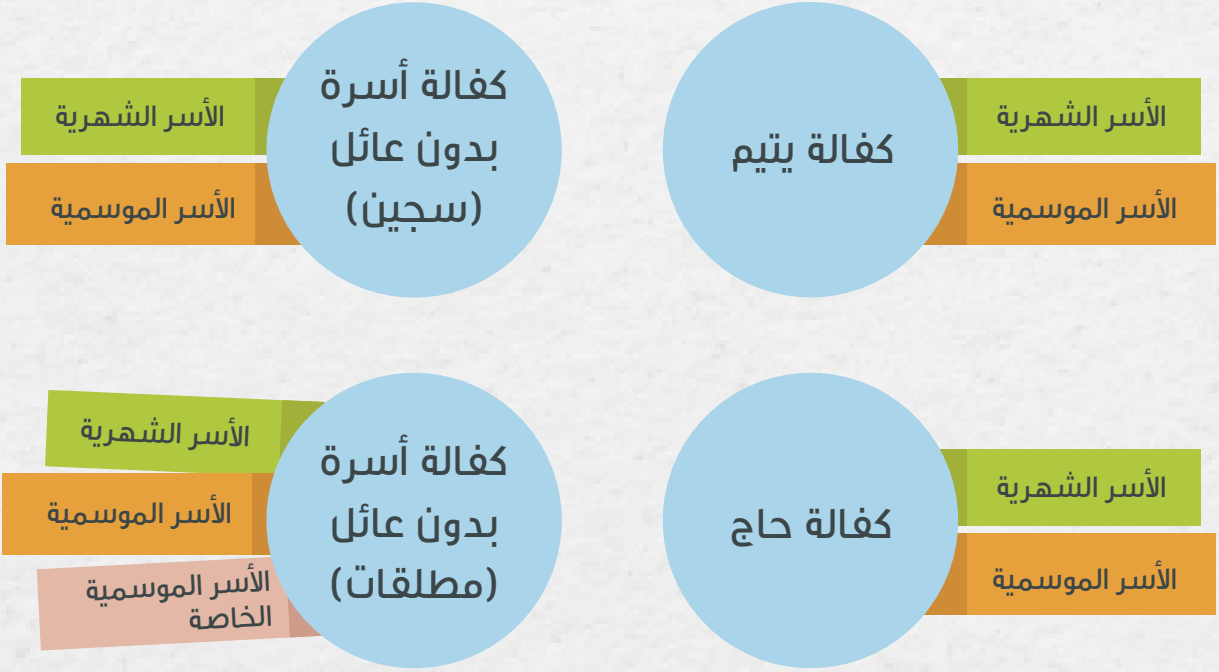 كفالة يتيم
الأسر الشهرية
الأسر الموسمية
كفالة أسرة
بدون عائل
(سجين)
الأسر الشهرية
الأسر الموسمية
كفالة حاج
الأسر الشهرية
الأسر الموسمية
كفالة أسرة
بدون عائل
(مطلقات)
الأسر الشهرية
الأسر الموسمية
الأسر الموسمية
الخاصة